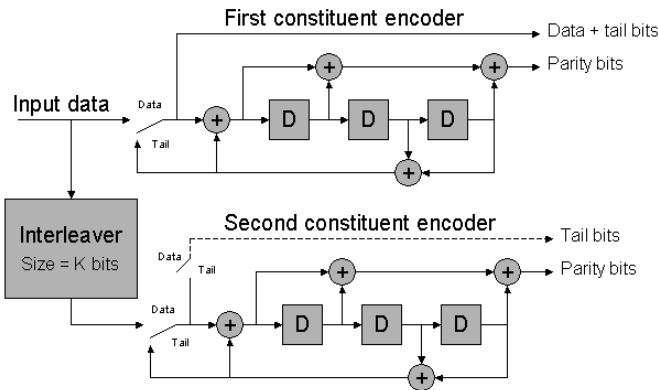 First constituent encoder
Data + tail bits
Parity bits
Input data
Data
Tail
+
+
+
D
D
D
+
Interleaver
Size = K bits
Second constituent encoder
Tail bits
Data
Tail
Parity bits
Data
Tail
+
+
+
D
D
D
+